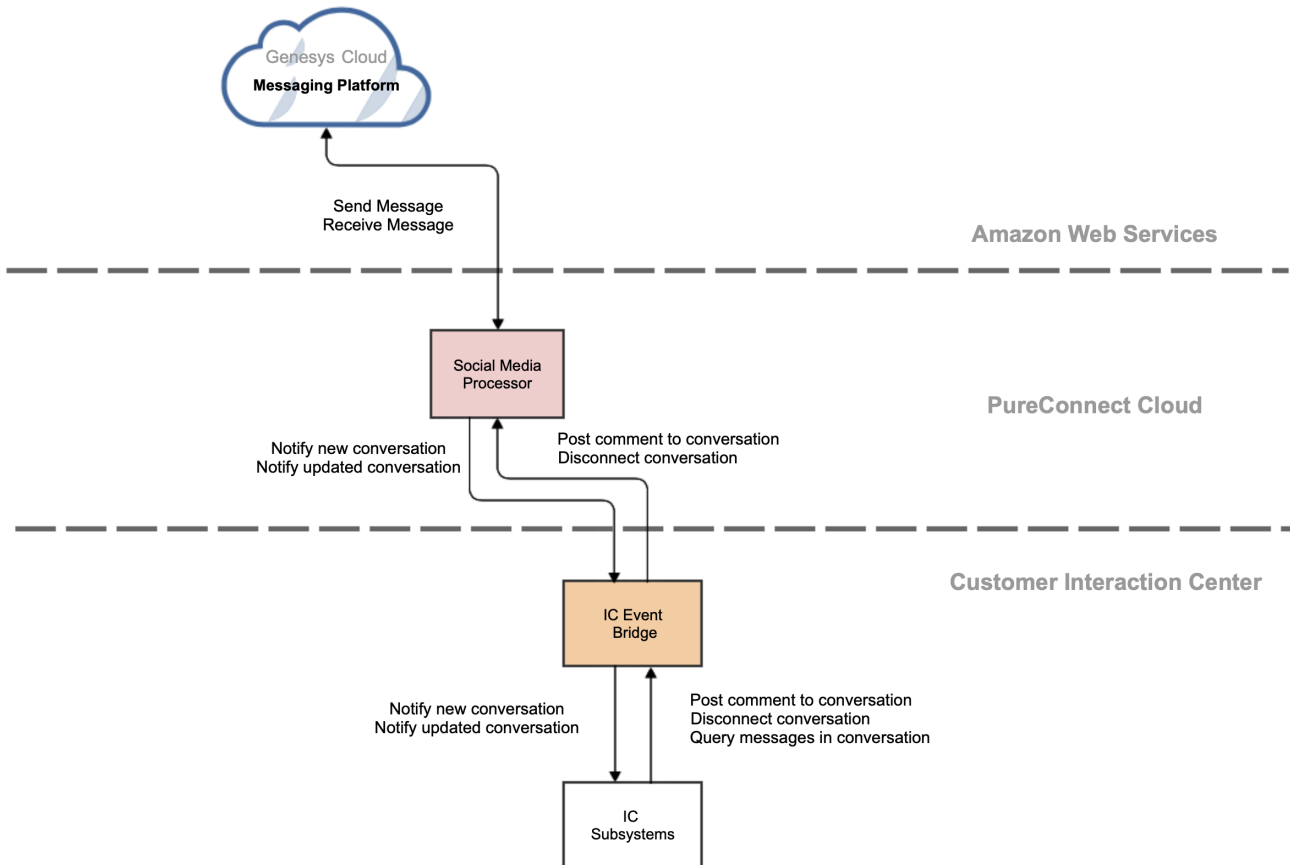 Genesys Cloud
Messaging Platform
Send Message
Receive Message
Amazon Web Services
Social Media
Processor
PureConnect Cloud
Notify new conversation
Notify updated conversation
Post comment to conversation
Disconnect conversation
Customer Interaction Center
IC Event
Bridge
Notify new conversation
Notify updated conversation
Post comment to conversation
Disconnect conversation
Query messages in conversation
IC
Subsystems